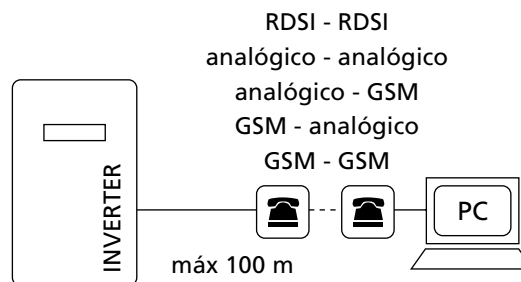 RDSI - RDSI
analógico - analógico
analógico - GSM
GSM - analógico
GSM - GSM
INVERTER
PC
máx 100 m